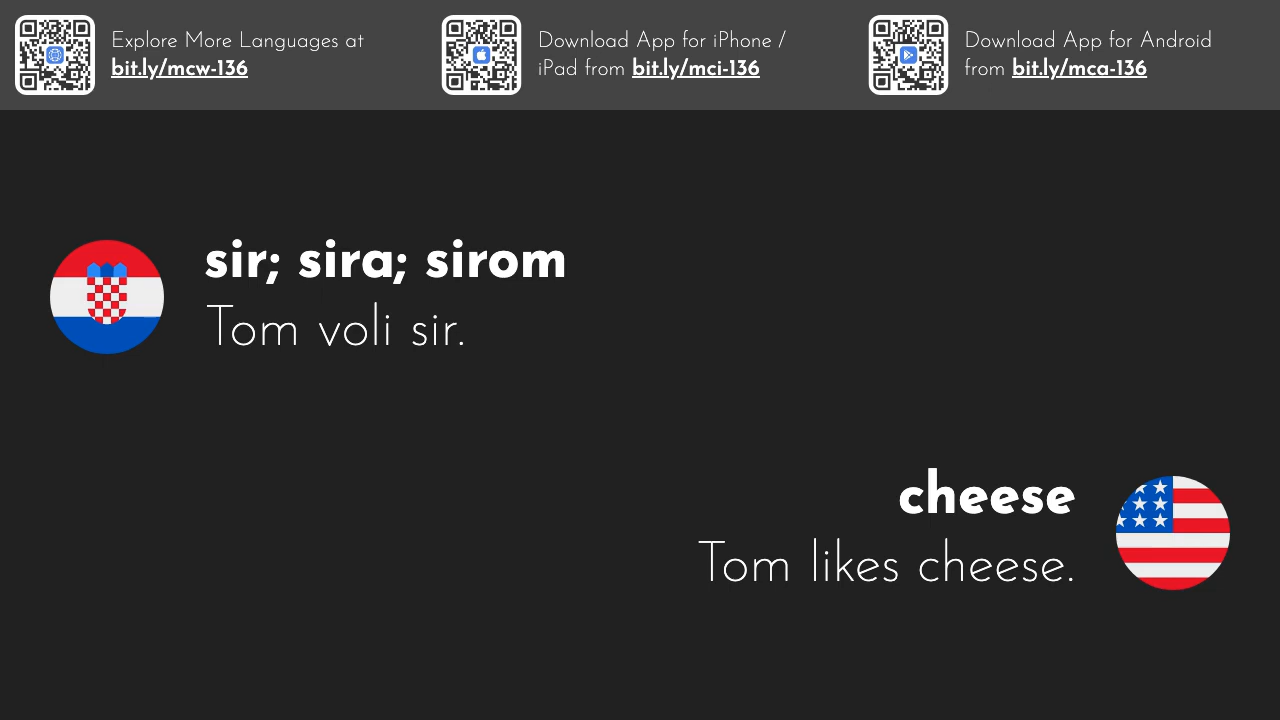 Explore More Languages at
bit.ly/mcw-136
Download App for iPhone /
iPad from bit.ly/mci-136
Download App for Android
from bit.ly/mca-136
sir; sira; sirom
Tom voli sir.
cheese
Tom likes cheese.